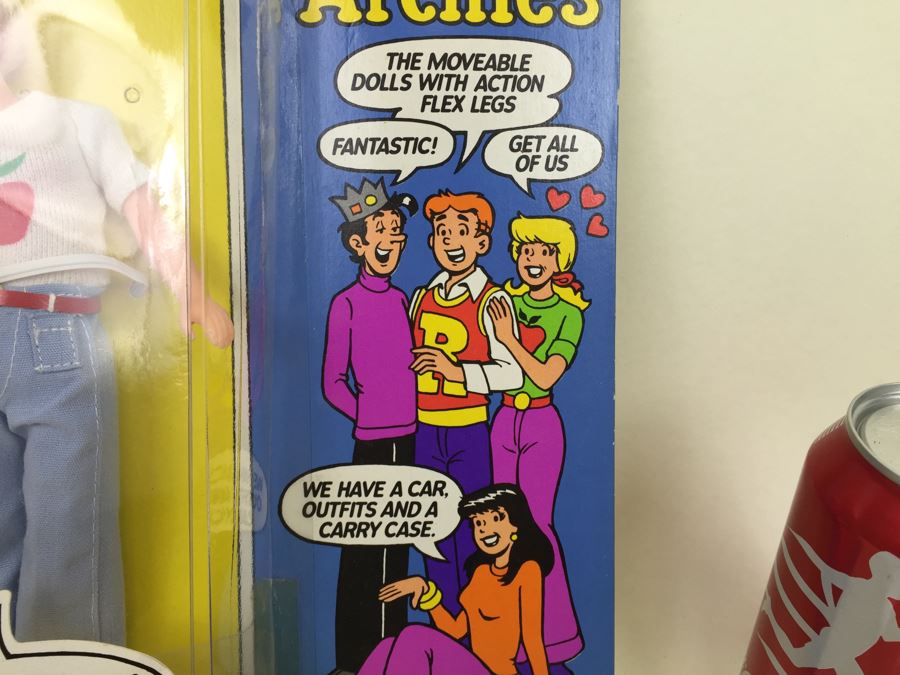 Archies
THE MOVEABLE
DOLLS WITH ACTION
FLEX LEGS
FANTASTIC!
GET ALL
OF US
R
WE HAVE A CAR,
OUTFITS AND A
CARRY CASE.